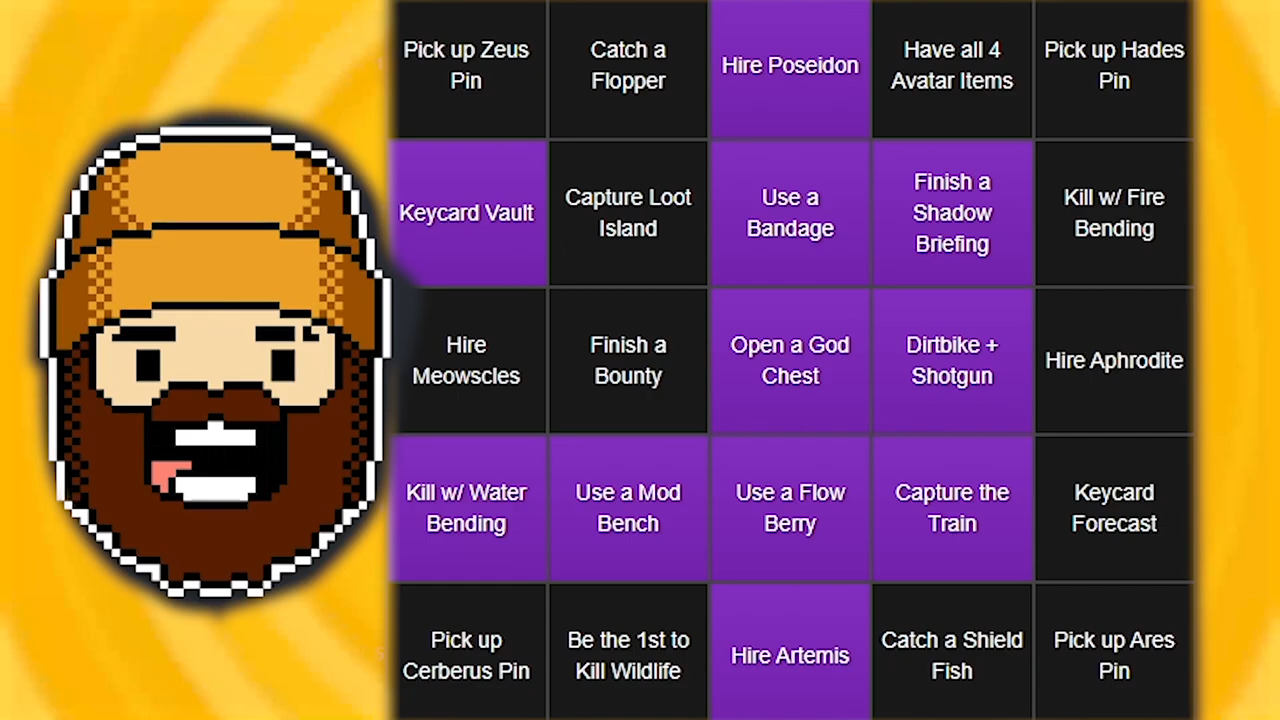 Pick up Zeus
Pin
Catch a
Flopper
Hire Poseidon
Have all 4
Avatar Items
Pick up Hades
Pin
Keycard Vault
Capture Loot
Island
Use a
Bandage
Finish a
Shadow
Briefing
Kill w/ Fire
Bending
Hire
Meowscles
Finish a
Bounty
Open a God
Chest
Dirtbike +
Shotgun
Hire Aphrodite
Kill w/ Water
Bending
Use a Mod
Bench
Use a Flow
Berry
Capture the
Train
Keycard
Forecast
Pick up
Cerberus Pin
Be the 1st to
Kill Wildlife
Hire Artemis
Catch a Shield
Fish
Pick up Ares
Pin